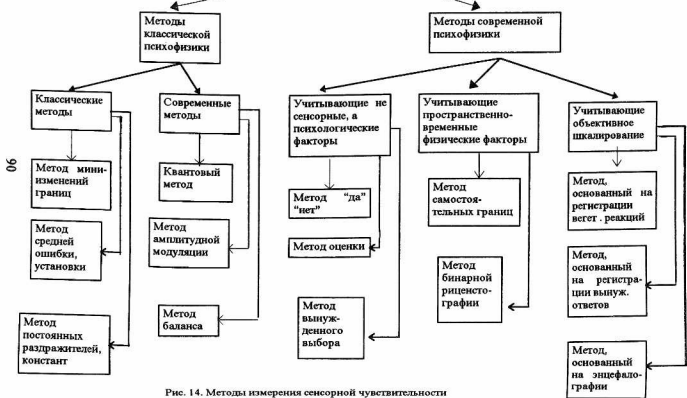 Методы
классической
психофизики
Методы современной
психофизики
Классические
методы
Современные
методы
Учитывающие не
сенсорные, а
психологические
факторы
Учитывающие
пространственно-
временные
физические факторы
Учитывающие
объективное
шкалирование
Метод мини-
изменений
границ
Квантовый
метод
Метод "да"
"нет"
Метод
самостоя-
тельных границ
Метод,
основанный на
регистрации
вегет . реакций
Метод
средней
ошибки,
установки
Метод
амплитудной
модуляции
Метод оценки
Метод
бинарной
риценсто-
графии
Метод,
основанный
на регистра-
ции вынуж.
ответов
Метод
постоянных
раздражителей,
констант
Метод
баланса
Метод
вынуж-
денного
выбора
Метод,
основанный
на энцефало-
графии
90
Рис. 14. Методы измерения сенсорной чувствительности